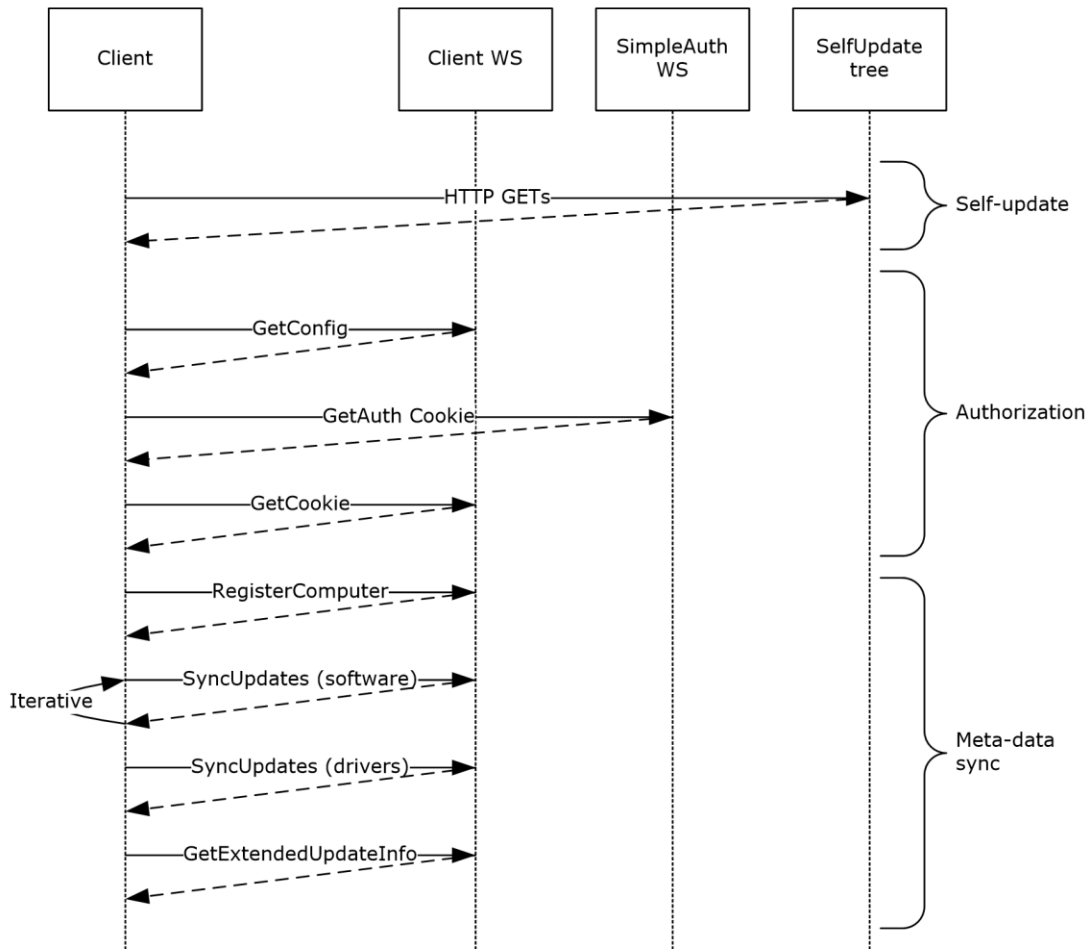 Client
Client WS
SimpleAuth
WS
SelfUpdate
tree
HTTP GETs
Self-update
GetConfig
GetAuth Cookie
Authorization
GetCookie
RegisterComputer
SyncUpdates (software)
Iterative
Meta-data
sync
SyncUpdates (drivers)
GetExtendedUpdateInfo